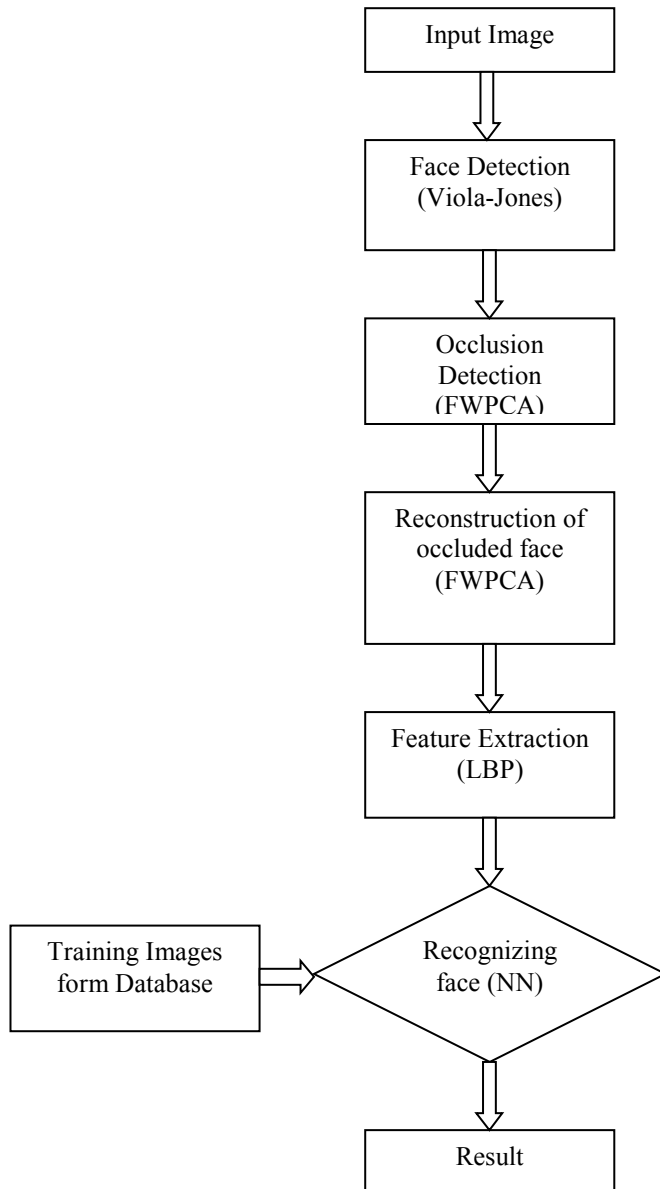 Input Image
Face Detection
(Viola-Jones)
Occlusion
Detection
(FWPCA)
Reconstruction of
occluded face
(FWPCA)
Feature Extraction
(LBP)
Training Images
form Database
Recognizing
face (NN)
Result